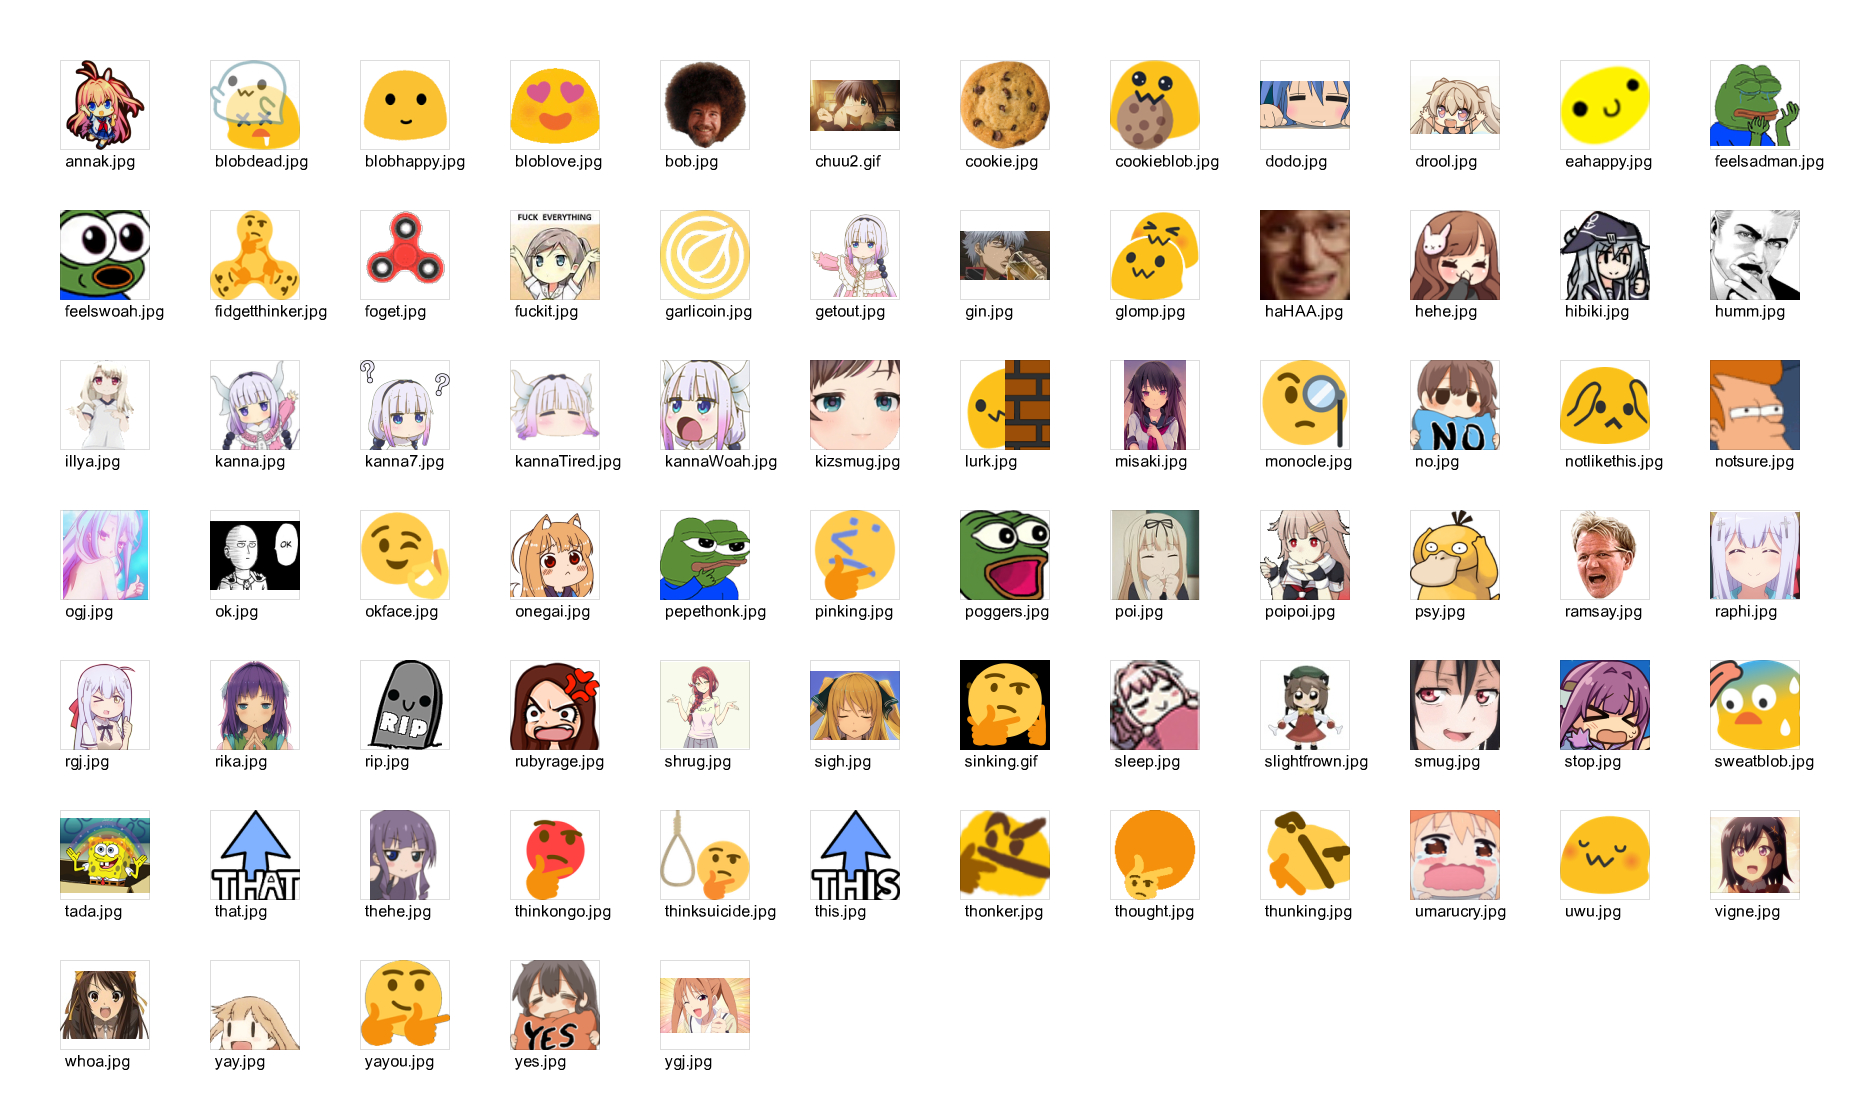 annak.jpg blobdead.jpg blobhappy.jpg bloblove.jpg bob.jpg chuu2.gif cookie.jpg cookieblob.jpg dodo.jpg drool.jpg eahappy.jpg feelsadman.jpg
FUCK EVERYTHING
feelswoah.jpg fidgetthinker.jpg foget.jpg fuckit.jpg garlicoin.jpg getout.jpg gin.jpg glomp.jpg haHAA.jpg hehe.jpg hibiki.jpg humm.jpg
? ?
NO
illya.jpg kanna.jpg kanna7.jpg kannaTired.jpg kannaWoah.jpg kizsmug.jpg lurk.jpg misaki.jpg monocle.jpg no.jpg notlikethis.jpg notsure.jpg
OK
ogj.jpg ok.jpg okface.jpg onegai.jpg pepethonk.jpg pinking.jpg poggers.jpg poi.jpg poipoi.jpg psy.jpg ramsay.jpg raphi.jpg
RIP
rgj.jpg rika.jpg rip.jpg rubyrage.jpg shrug.jpg sigh.jpg sinking.gif sleep.jpg slightfrown.jpg smug.jpg stop.jpg sweatblob.jpg
THAT THIS
tada.jpg that.jpg thehe.jpg thinkongo.jpg thinksuicide.jpg this.jpg thonker.jpg thought.jpg thunking.jpg umarucry.jpg uwu.jpg vigne.jpg
YES
whoa.jpg yay.jpg yayou.jpg yes.jpg ygj.jpg